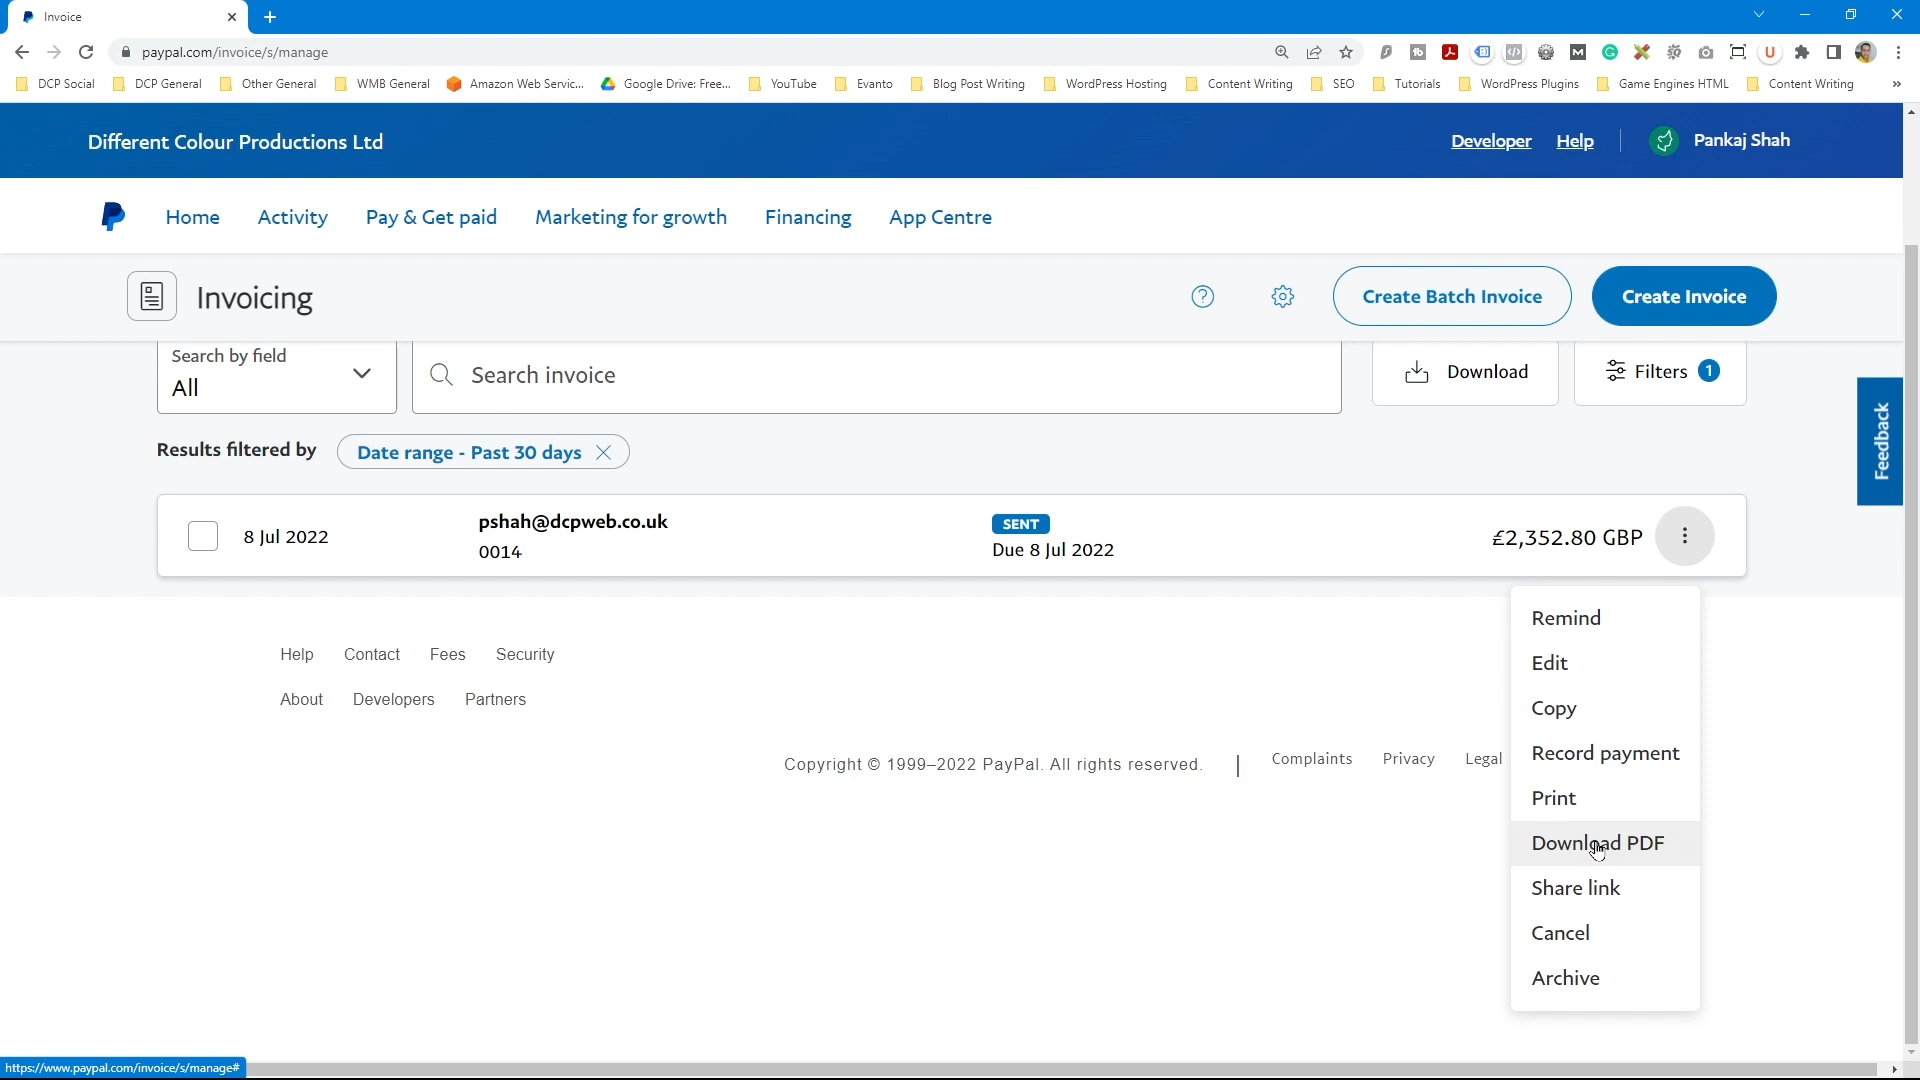 Invoice
paypal.com/invoice/s/manage
DCP Social
DCP General
Other General
WMB General
Amazon Web Servic...
Google Drive: Free...
YouTube
Evanto
Blog Post Writing
WordPress Hosting
Content Writing
SEO
Tutorials
WordPress Plugins
Game Engines HTML
Content Writing
»
Different Colour Productions Ltd
Developer
Help
Pankaj Shah
Home
Activity
Pay & Get paid
Marketing for growth
Financing
App Centre
Invoicing
Create Batch Invoice
Create Invoice
Search by field
All
Search invoice
Download
Filters 1
Feedback
Results filtered by
Date range - Past 30 days
8 Jul 2022
pshah@dcpweb.co.uk
0014
SENT
Due 8 Jul 2022
£2,352.80 GBP
Remind
Edit
Copy
Record payment
Print
Download PDF
Share link
Cancel
Archive
Help Contact Fees Security
About Developers Partners
Copyright © 1999–2022 PayPal. All rights reserved. | Complaints Privacy Legal
https://www.paypal.com/invoice/s/manage#